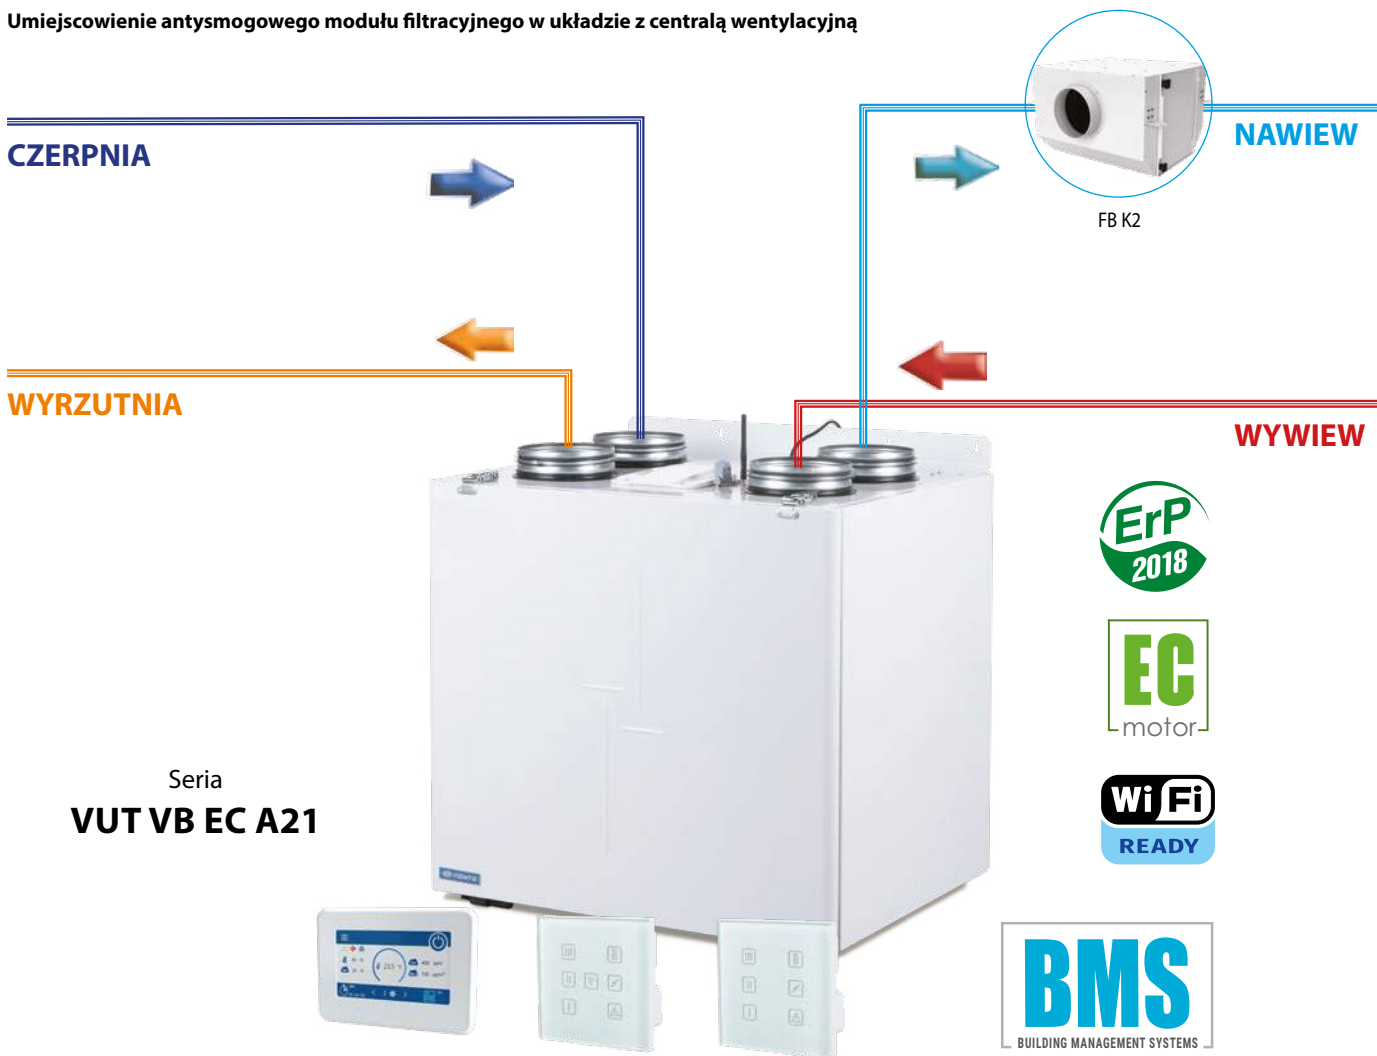 Umiejscowienie antysmogowego modułu filtracyjnego w układzie z centralą wentylacyjną
CZERPNIA
NAWIEW
FB K2
WYRZUTNIA
WYWIEW
ErP
2018
EC
motor
Wi Fi
READY
Seria
VUT VB EC A21
BMS
BUILDING MANAGEMENT SYSTEMS